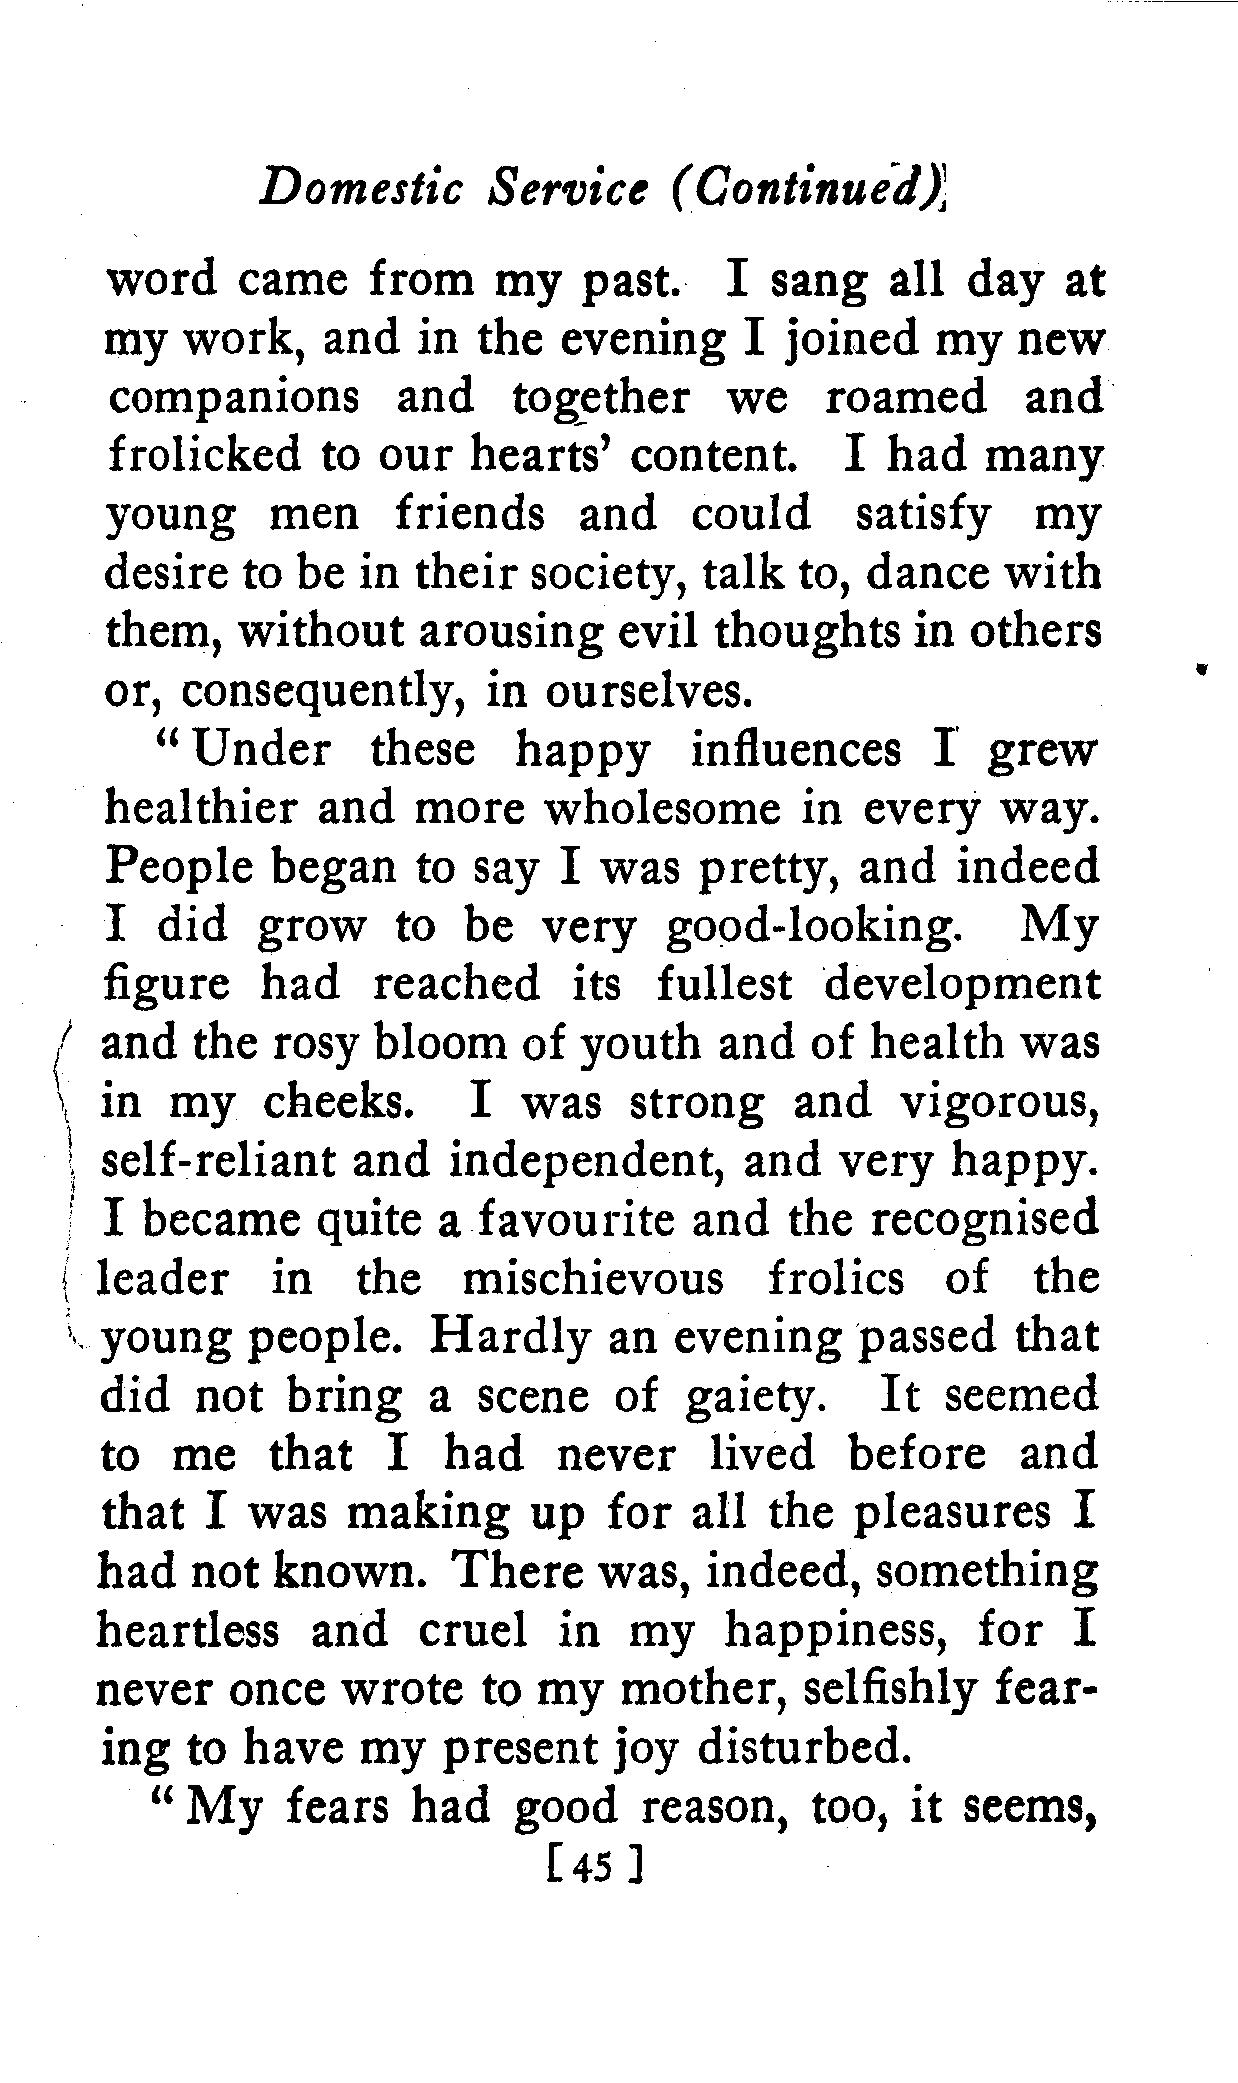 Domestic Service (Continued)
word came from my past. I sang all day at
my work, and in the evening I joined my new
companions and together we roamed and
frolicked to our hearts' content. I had many
young men friends and could satisfy my
desire to be in their society, talk to, dance with
them, without arousing evil thoughts in others
or, consequently, in ourselves.
“ Under these happy influences I grew
healthier and more wholesome in every way.
People began to say I was pretty, and indeed
I did grow to be very good-looking. My
figure had reached its fullest development
and the rosy bloom of youth and of health was
in my cheeks. I was strong and vigorous,
self-reliant and independent, and very happy.
I became quite a favourite and the recognised
leader in the mischievous frolics of the
young people. Hardly an evening passed that
did not bring a scene of gaiety. It seemed
to me that I had never lived before and
that I was making up for all the pleasures I
had not known. There was, indeed, something
heartless and cruel in my happiness, for I
never once wrote to my mother, selfishly fear-
ing to have my present joy disturbed.
“ My fears had good reason, too, it seems,
[ 45 ]